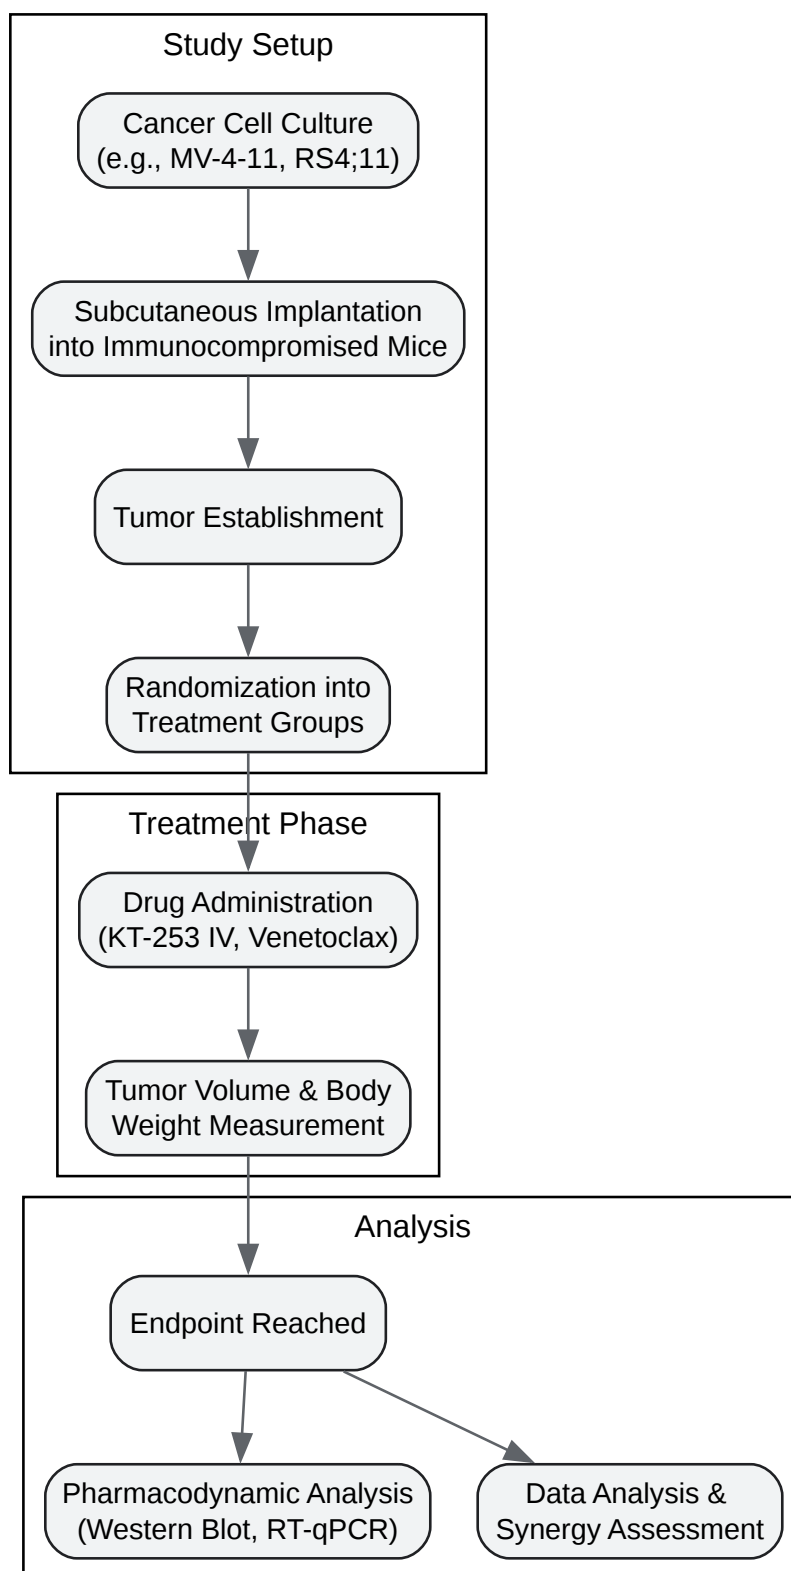 Study Setup
Cancer Cell Culture
(e.g., MV-4-11, RS4;11)
Subcutaneous Implantation
into Immunocompromised Mice
Tumor Establishment
Randomization into
Treatment Groups
Treatment Phase
Drug Administration
(KT-253 IV, Venetoclax)
Tumor Volume & Body
Weight Measurement
Analysis
Endpoint Reached
Pharmacodynamic Analysis
(Western Blot, RT-qPCR)
Data Analysis &
Synergy Assessment